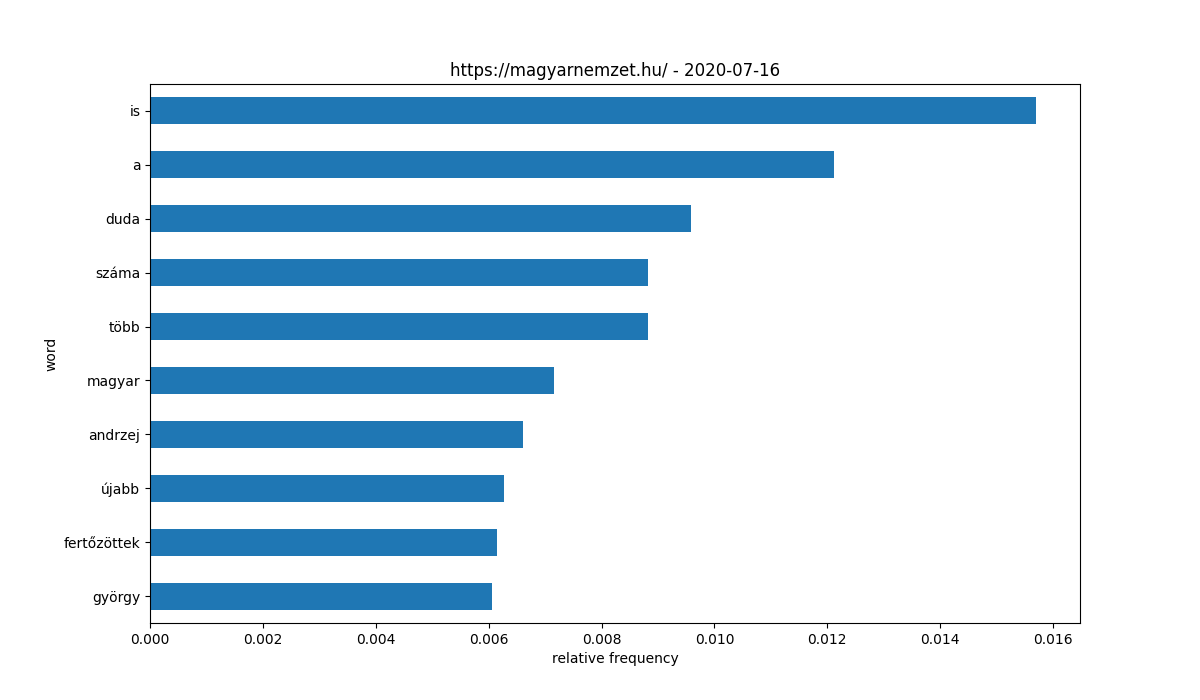 https://magyarnemzet.hu/ - 2020-07-16
is
a
duda
száma
több
magyar
andrzej
újabb
fertőzöttek
györgy
word
0.000 0.002 0.004 0.006 0.008 0.010 0.012 0.014 0.016
relative frequency